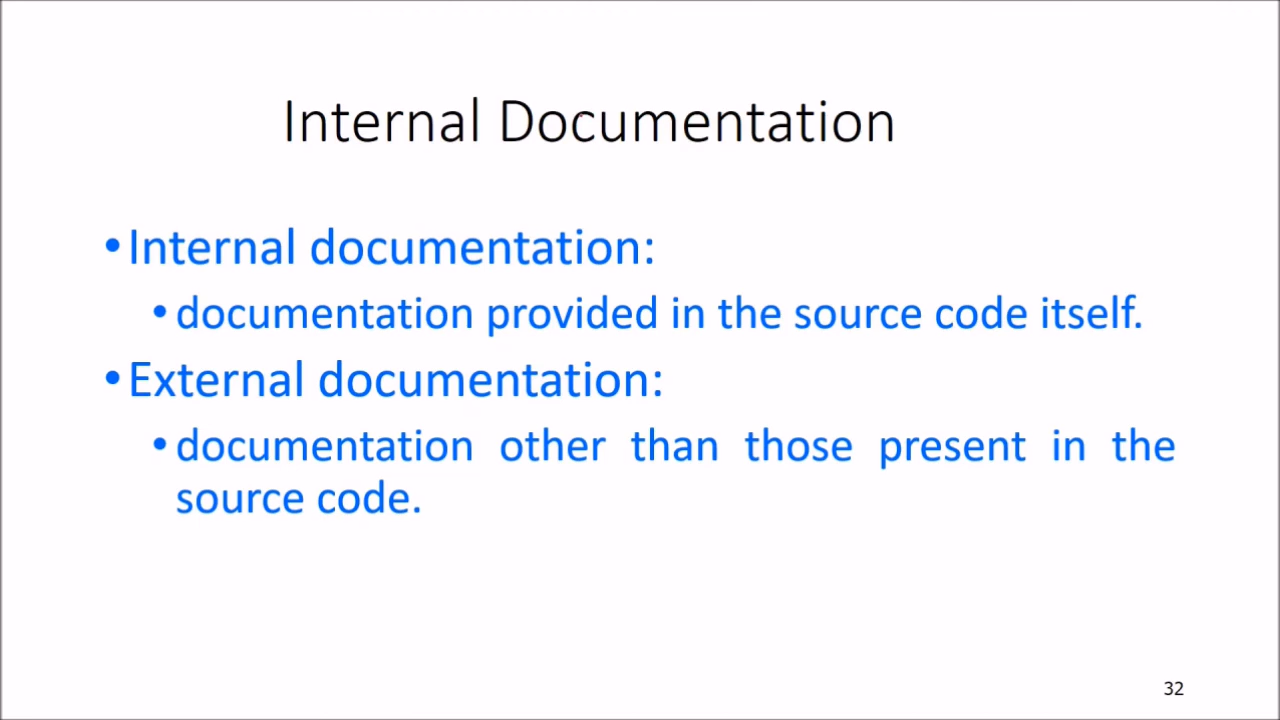 Internal Documentation
•Internal documentation:
•documentation provided in the source code itself.
•External documentation:
•documentation other than those present in the
source code.
32